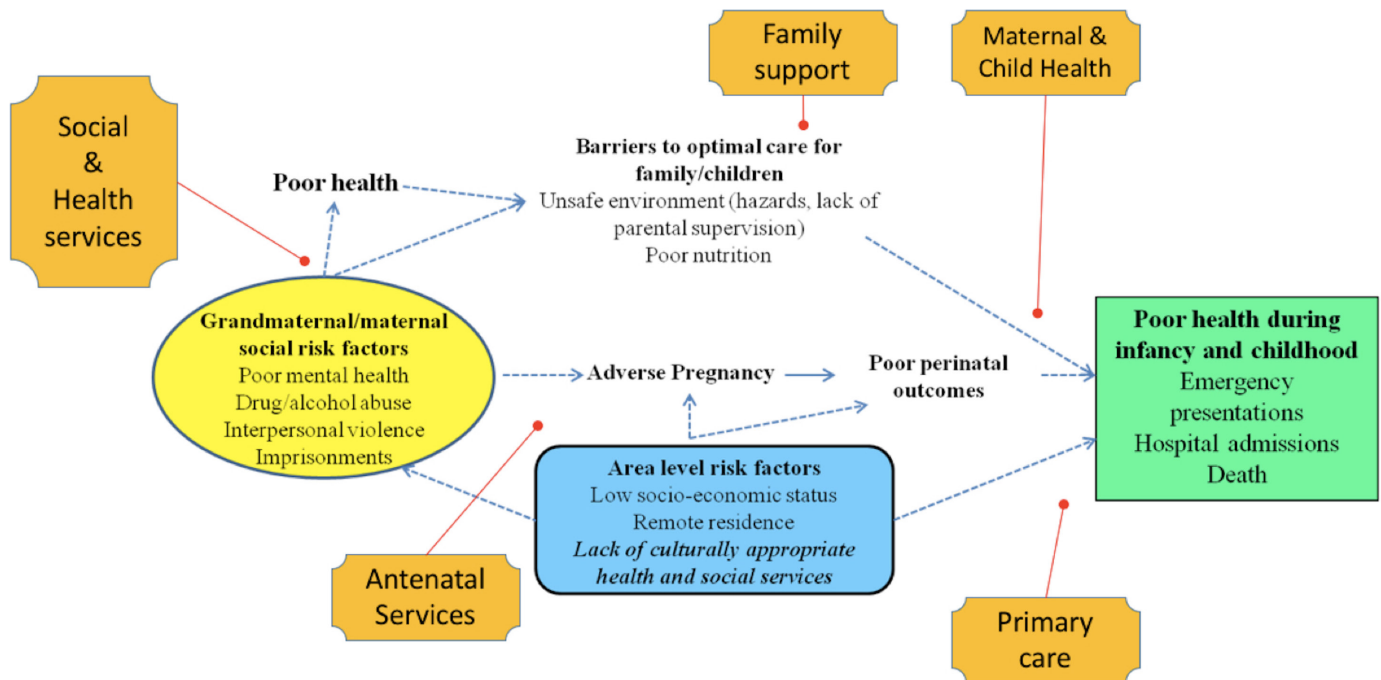 Family
support
Maternal &
Child Health
Social
&
Health
services
Barriers to optimal care for
family/children
Unsafe environment (hazards, lack of
parental supervision)
Poor nutrition
Poor health
Grandmaternal/maternal
social risk factors
Poor mental health
Drug/alcohol abuse
Interpersonal violence
Imprisonments
Adverse Pregnancy
Poor perinatal
outcomes
Poor health during
infancy and childhood
Emergency
presentations
Hospital admissions
Death
Area level risk factors
Low socio-economic status
Remote residence
Lack of culturally appropriate
health and social services
Antenatal
Services
Primary
care